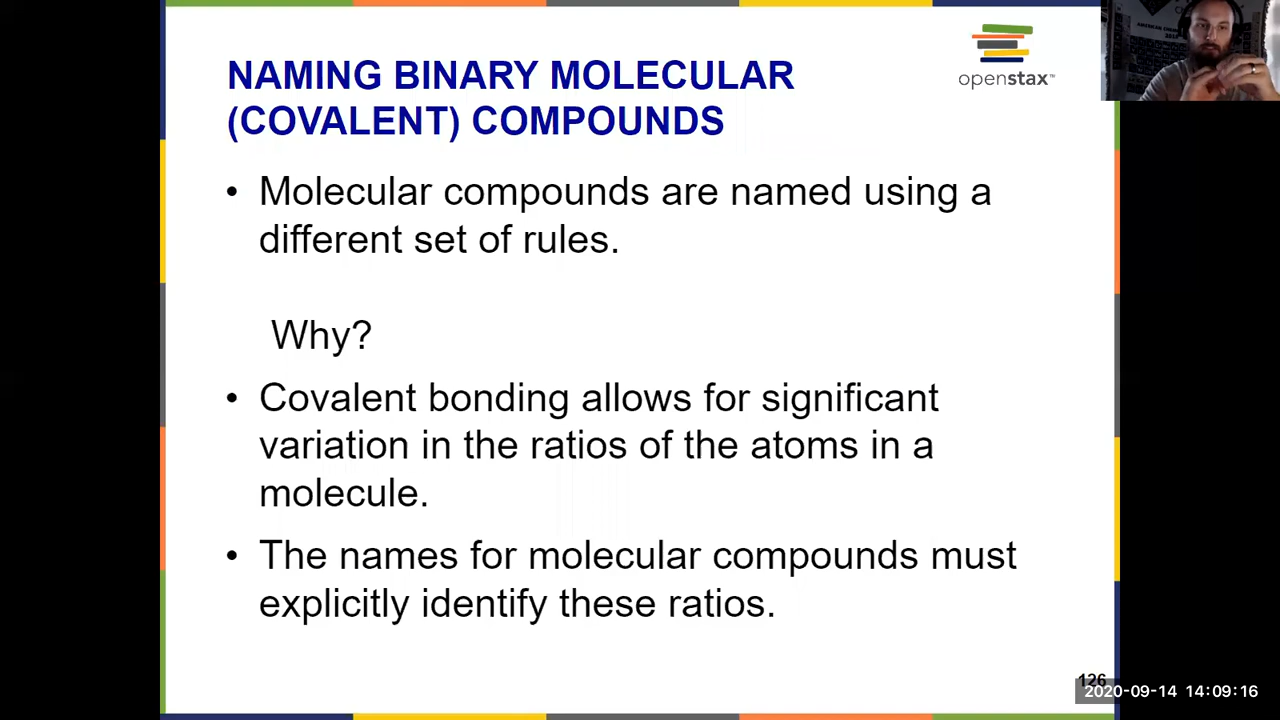 NAMING BINARY MOLECULAR
(COVALENT) COMPOUNDS
openstax™
• Molecular compounds are named using a
different set of rules.
Why?
• Covalent bonding allows for significant
variation in the ratios of the atoms in a
molecule.
• The names for molecular compounds must
explicitly identify these ratios.
126
2020-09-14 14:09:16